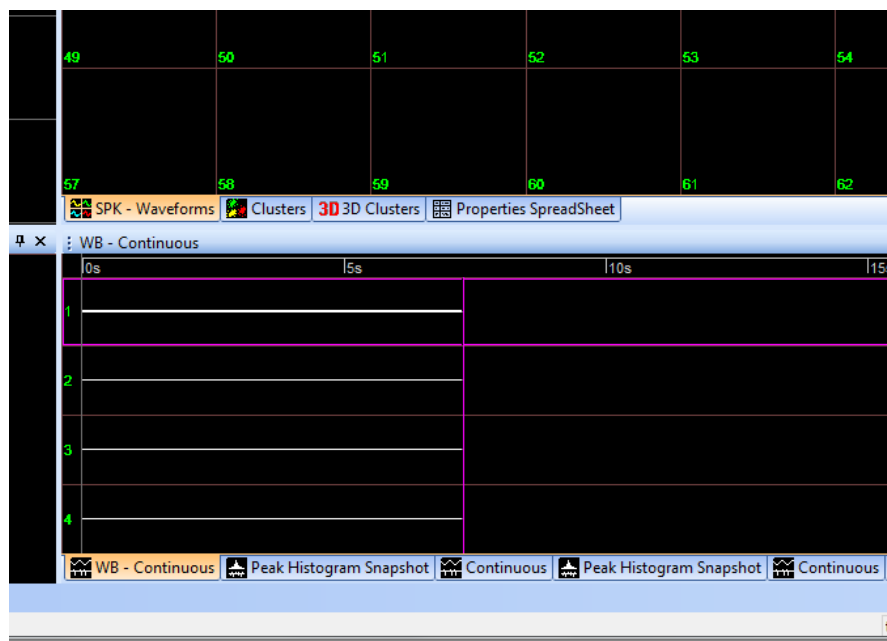 49 50 51 52 53 54
57 58 59 60 61 62
SPK - Waveforms Clusters 3D 3D Clusters Properties SpreadSheet
WB - Continuous
0s 5s 10s 15
1
2
3
4
WB - Continuous Peak Histogram Snapshot Continuous Peak Histogram Snapshot Continuous